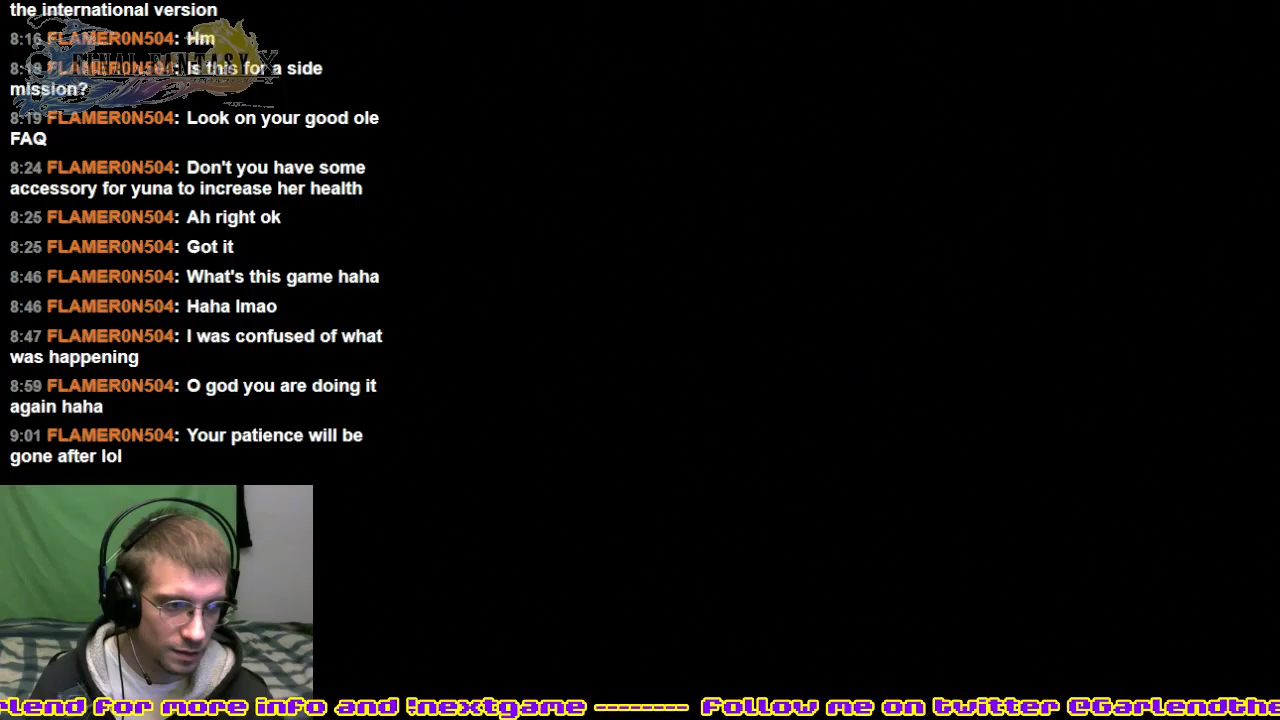 the international version
8:16 FLAMER0N504: Hm
8:19 FLAMER0N504: Is this for a side
mission?
FINAL FANTASY X
8:19 FLAMER0N504: Look on your good ole
FAQ
8:24 FLAMER0N504: Don't you have some
accessory for yuna to increase her health
8:25 FLAMER0N504: Ah right ok
8:25 FLAMER0N504: Got it
8:46 FLAMER0N504: What's this game haha
8:46 FLAMER0N504: Haha lmao
8:47 FLAMER0N504: I was confused of what
was happening
8:59 FLAMER0N504: O god you are doing it
again haha
9:01 FLAMER0N504: Your patience will be
gone after lol
rlend for more info and !nextgame -------- Follow me on twitter @Garlendthe